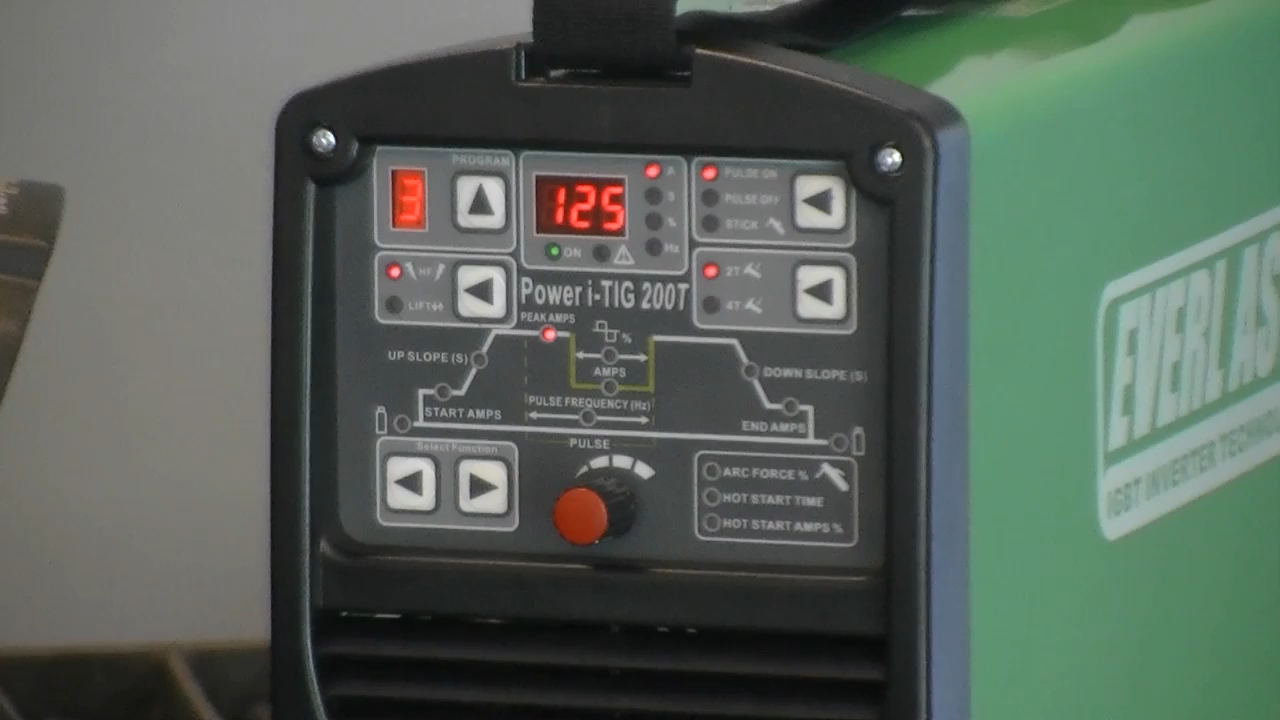 PROGRAM
3
125
A
S
%
Hz
ON
PULSE ON
PULSE OFF
STICK
HF
LIFT
2T
4T
Power i-TIG 200T
PEAK AMPS
%
UP SLOPE (S)
AMPS
DOWN SLOPE (S)
START AMPS
PULSE FREQUENCY (Hz)
END AMPS
PULSE
Select Function
ARC FORCE %
HOT START TIME
HOT START AMPS %
EVERLAS
IGBT INVERTER TECHNO